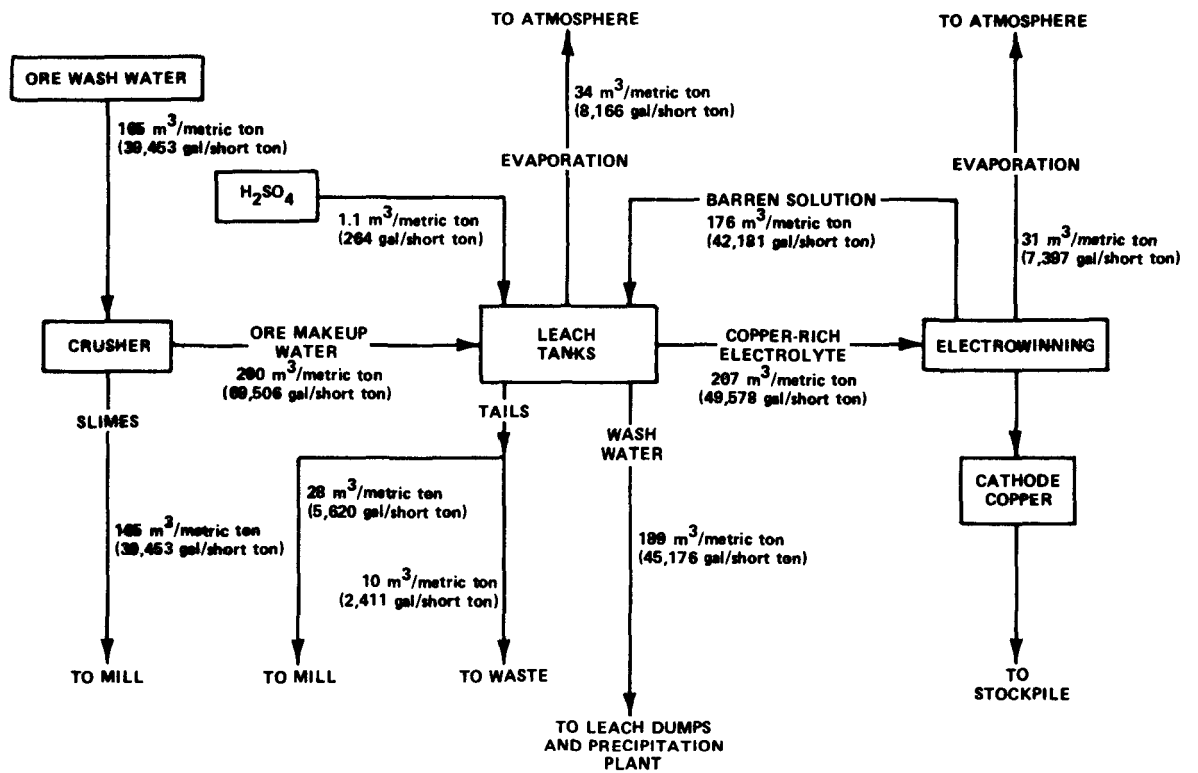 TO ATMOSPHERE
TO ATMOSPHERE
ORE WASH WATER
165 m³/metric ton
(39,453 gal/short ton)
34 m³/metric ton
(8,166 gal/short ton)
EVAPORATION
EVAPORATION
H₂SO₄
1.1 m³/metric ton
(264 gal/short ton)
BARREN SOLUTION
176 m³/metric ton
(42,181 gal/short ton)
31 m³/metric ton
(7,397 gal/short ton)
CRUSHER
ORE MAKEUP
WATER
m³/metric ton
(69,506 gal/short ton)
LEACH
TANKS
COPPER-RICH
ELECTROLYTE
207 m³/metric ton
(49,578 gal/short ton)
ELECTROWINNING
SLIMES
TAILS
WASH
WATER
CATHODE
COPPER
165 m³/metric ton
(39,453 gal/short ton)
m³/metric ton
(5,620 gal/short ton)
10 m³/metric ton
(2,411 gal/short ton)
189 m³/metric ton
(45,176 gal/short ton)
TO MILL
TO MILL
TO WASTE
TO
STOCKPILE
TO LEACH DUMPS
AND PRECIPITATION
PLANT